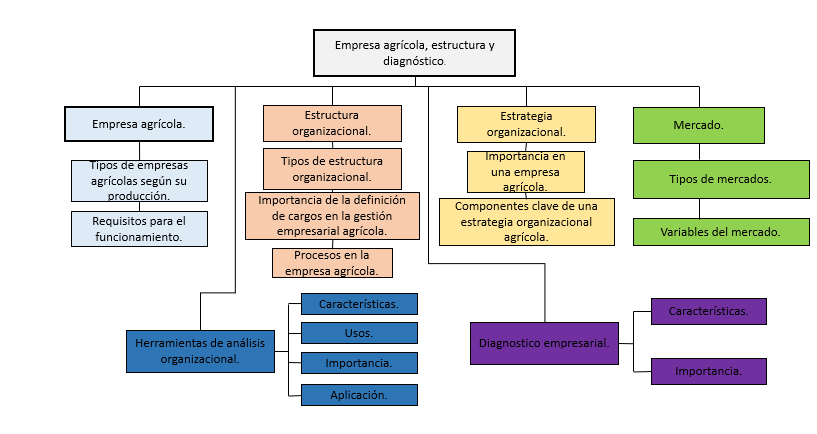 Empresa agrícola, estructura y
diagnóstico.
Empresa agrícola.
Tipos de empresas
agrícolas según su
producción.
Requisitos para el
funcionamiento.
Estructura
organizacional.
Tipos de estructura
organizacional.
Importancia de la definición
de cargos en la gestión
empresarial agrícola.
Procesos en la
empresa agrícola.
Estrategia
organizacional.
Importancia en
una empresa
agrícola.
Componentes clave de una
estrategia organizacional
agrícola.
Mercado.
Tipos de mercados.
Variables del mercado.
Herramientas de análisis
organizacional.
Características.
Usos.
Importancia.
Aplicación.
Diagnostico empresarial.
Características.
Importancia.